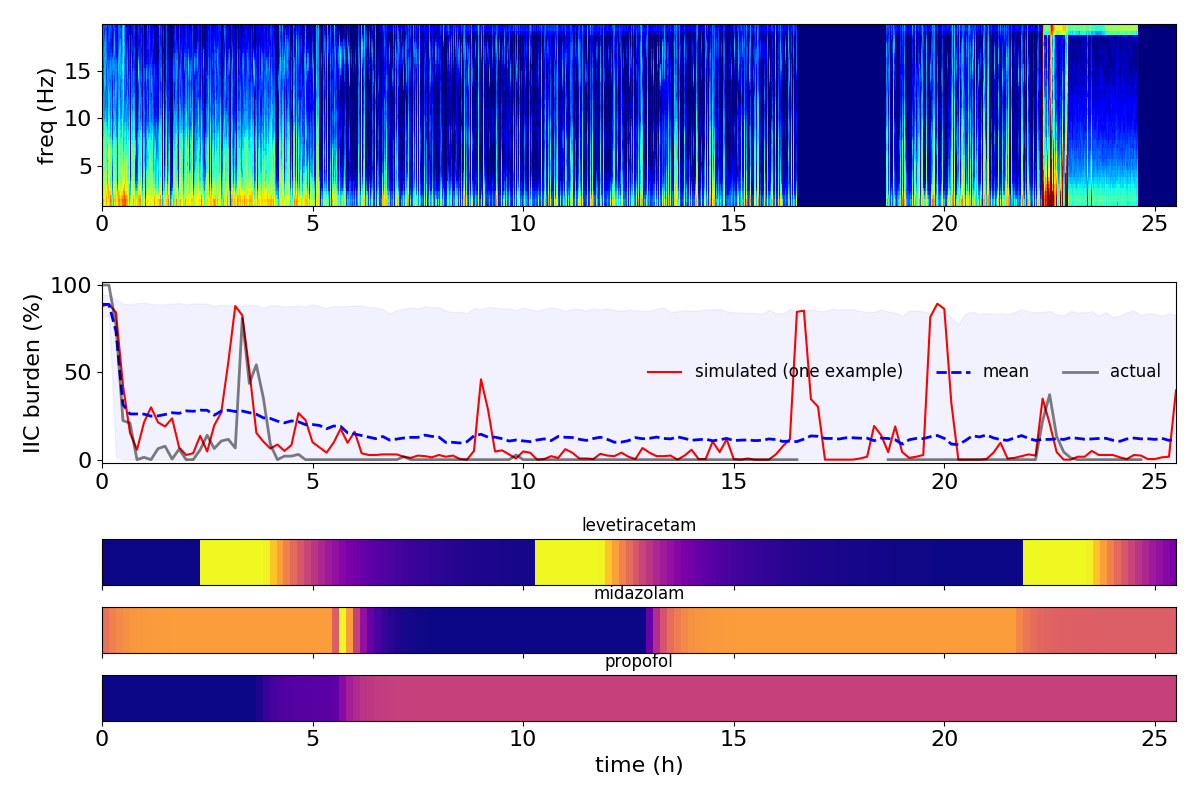 freq (Hz)
15
10
5
0 5 10 15 20 25
IIC burden (%)
100
50
0
simulated (one example) mean actual
0 5 10 15 20 25
levetiracetam
midazolam
propofol
0 5 10 15 20 25
time (h)